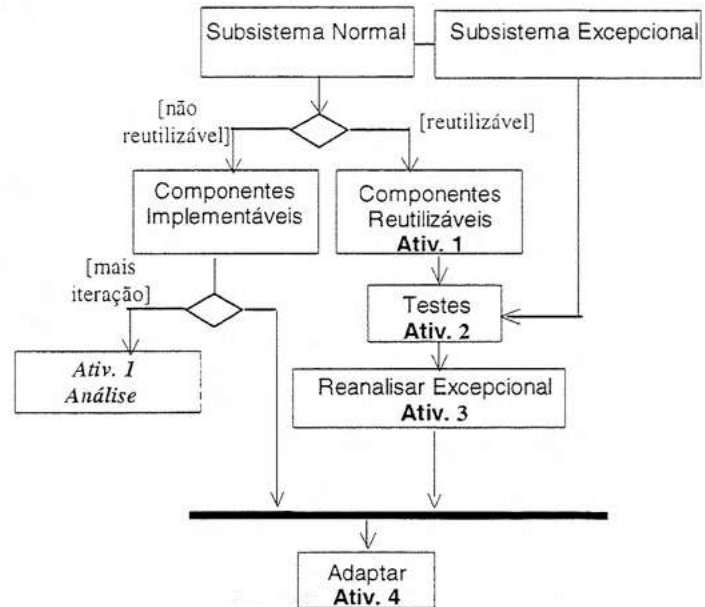 Subsistema Normal
Subsistema Excepcional
[não
reutilizável]
[reutilizável]
Componentes
Implementáveis
Componentes
Reutilizáveis
Ativ. 1
[mais
iteração]
Testes
Ativ. 2
Ativ. 1
Análise
Reanalisar Excepcional
Ativ. 3
Adaptar
Ativ. 4